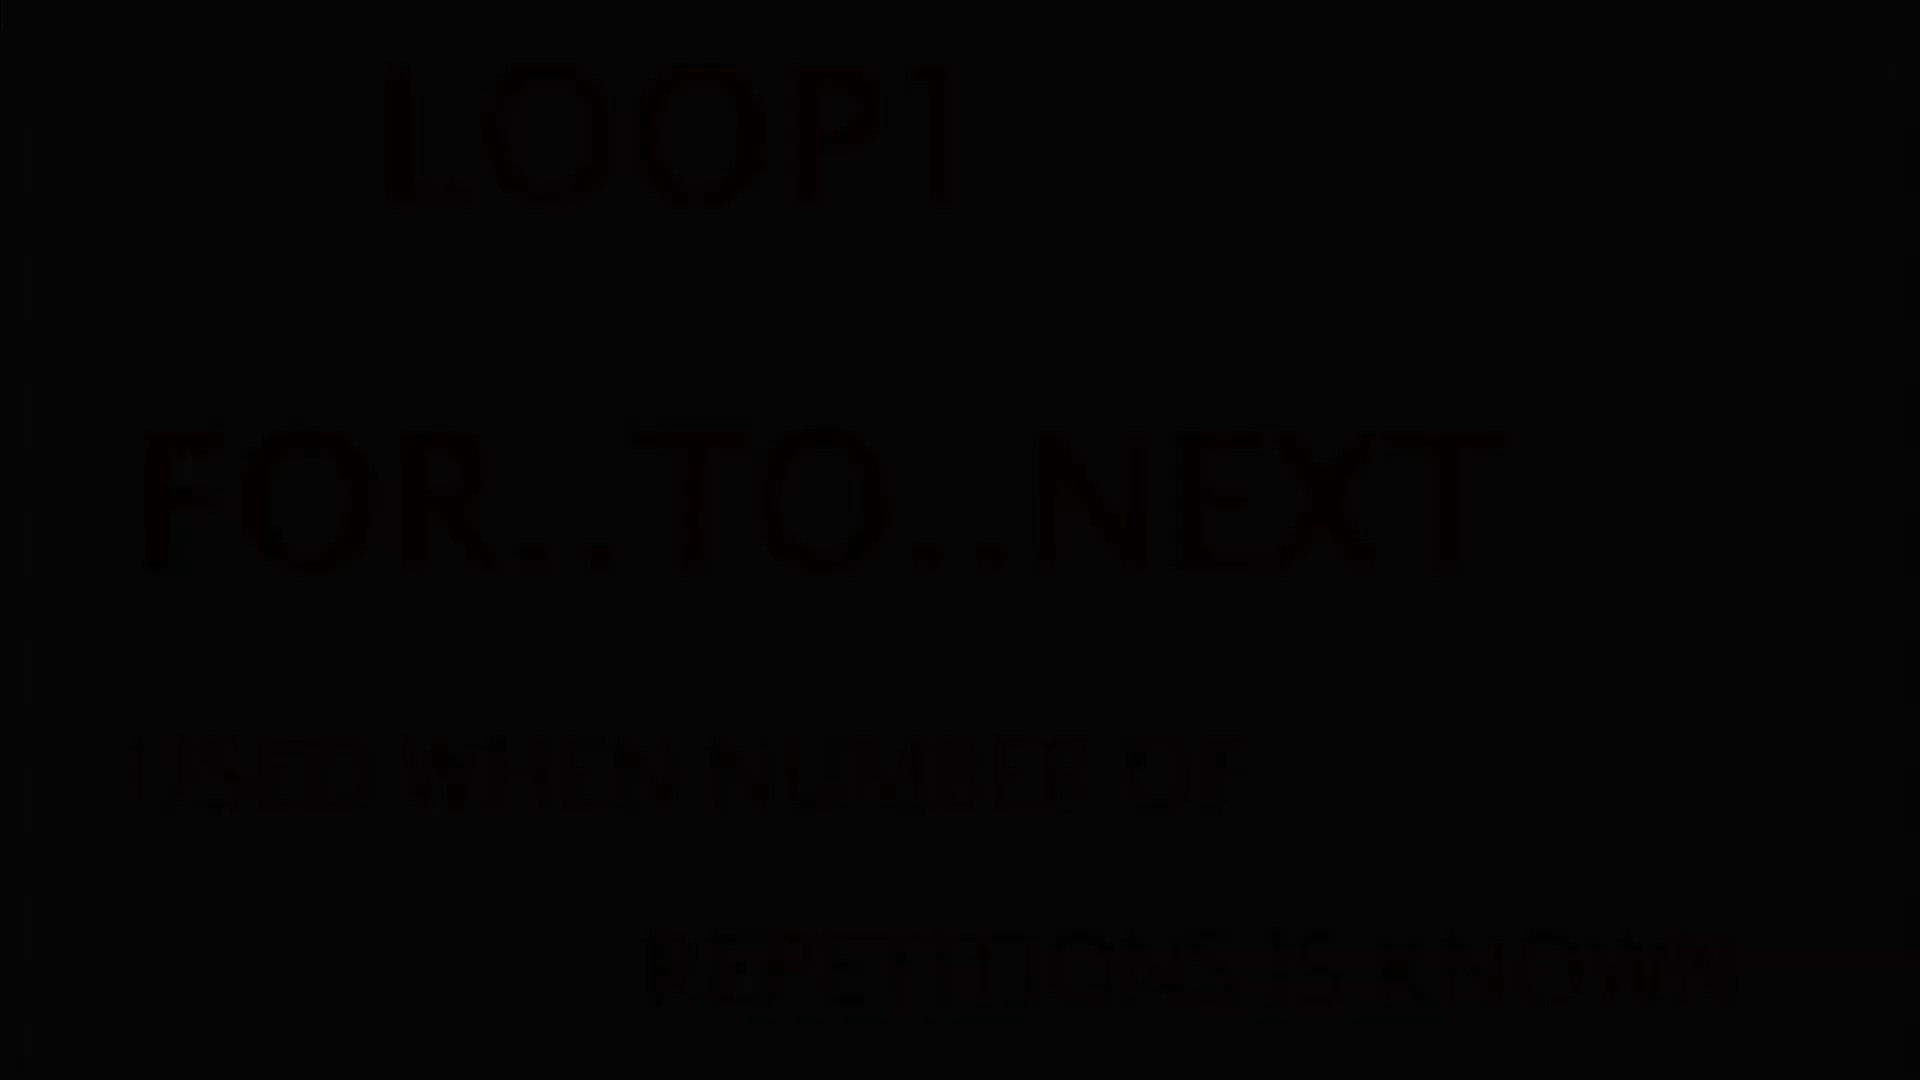 LOOP1
FOR..TO..NEXT
USED WHEN NUMBER OF
REPETITIONS IS KNOWN